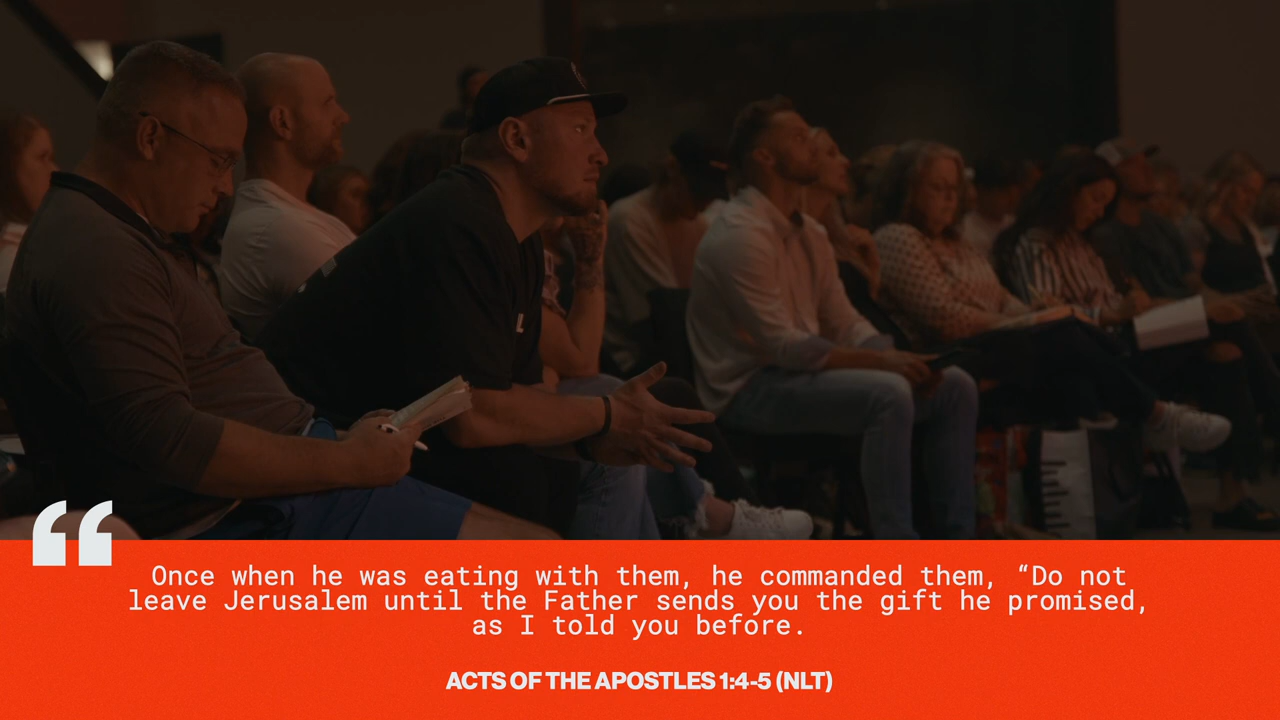 Once when he was eating with them, he commanded them, “Do not
leave Jerusalem until the Father sends you the gift he promised,
as I told you before.
ACTS OF THE APOSTLES 1:4-5 (NLT)